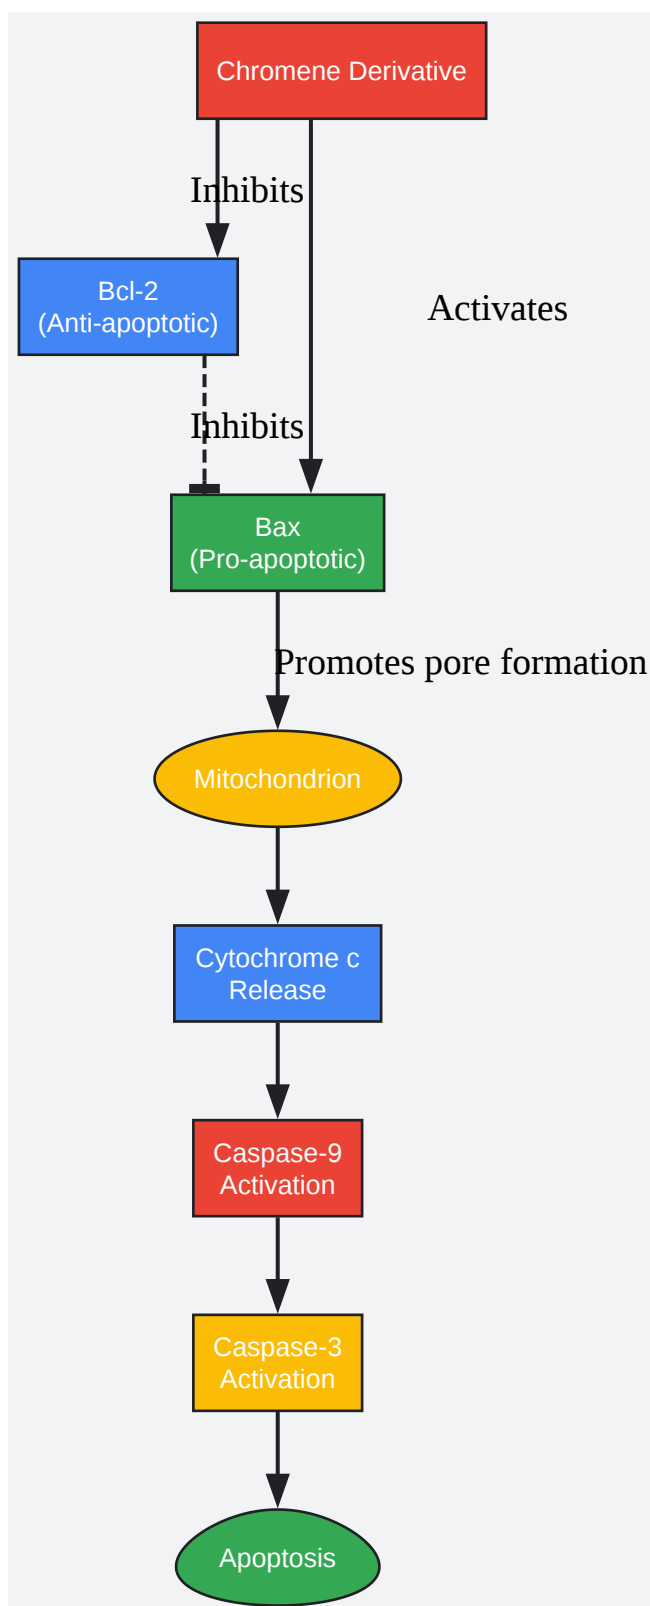 Chromene Derivative
Inhibits
Bcl-2
(Anti-apoptotic)
Activates
Inhibits
Bax
(Pro-apoptotic)
Promotes pore formation
Mitochondrion
Cytochrome c
Release
Caspase-9
Activation
Caspase-3
Activation
Apoptosis